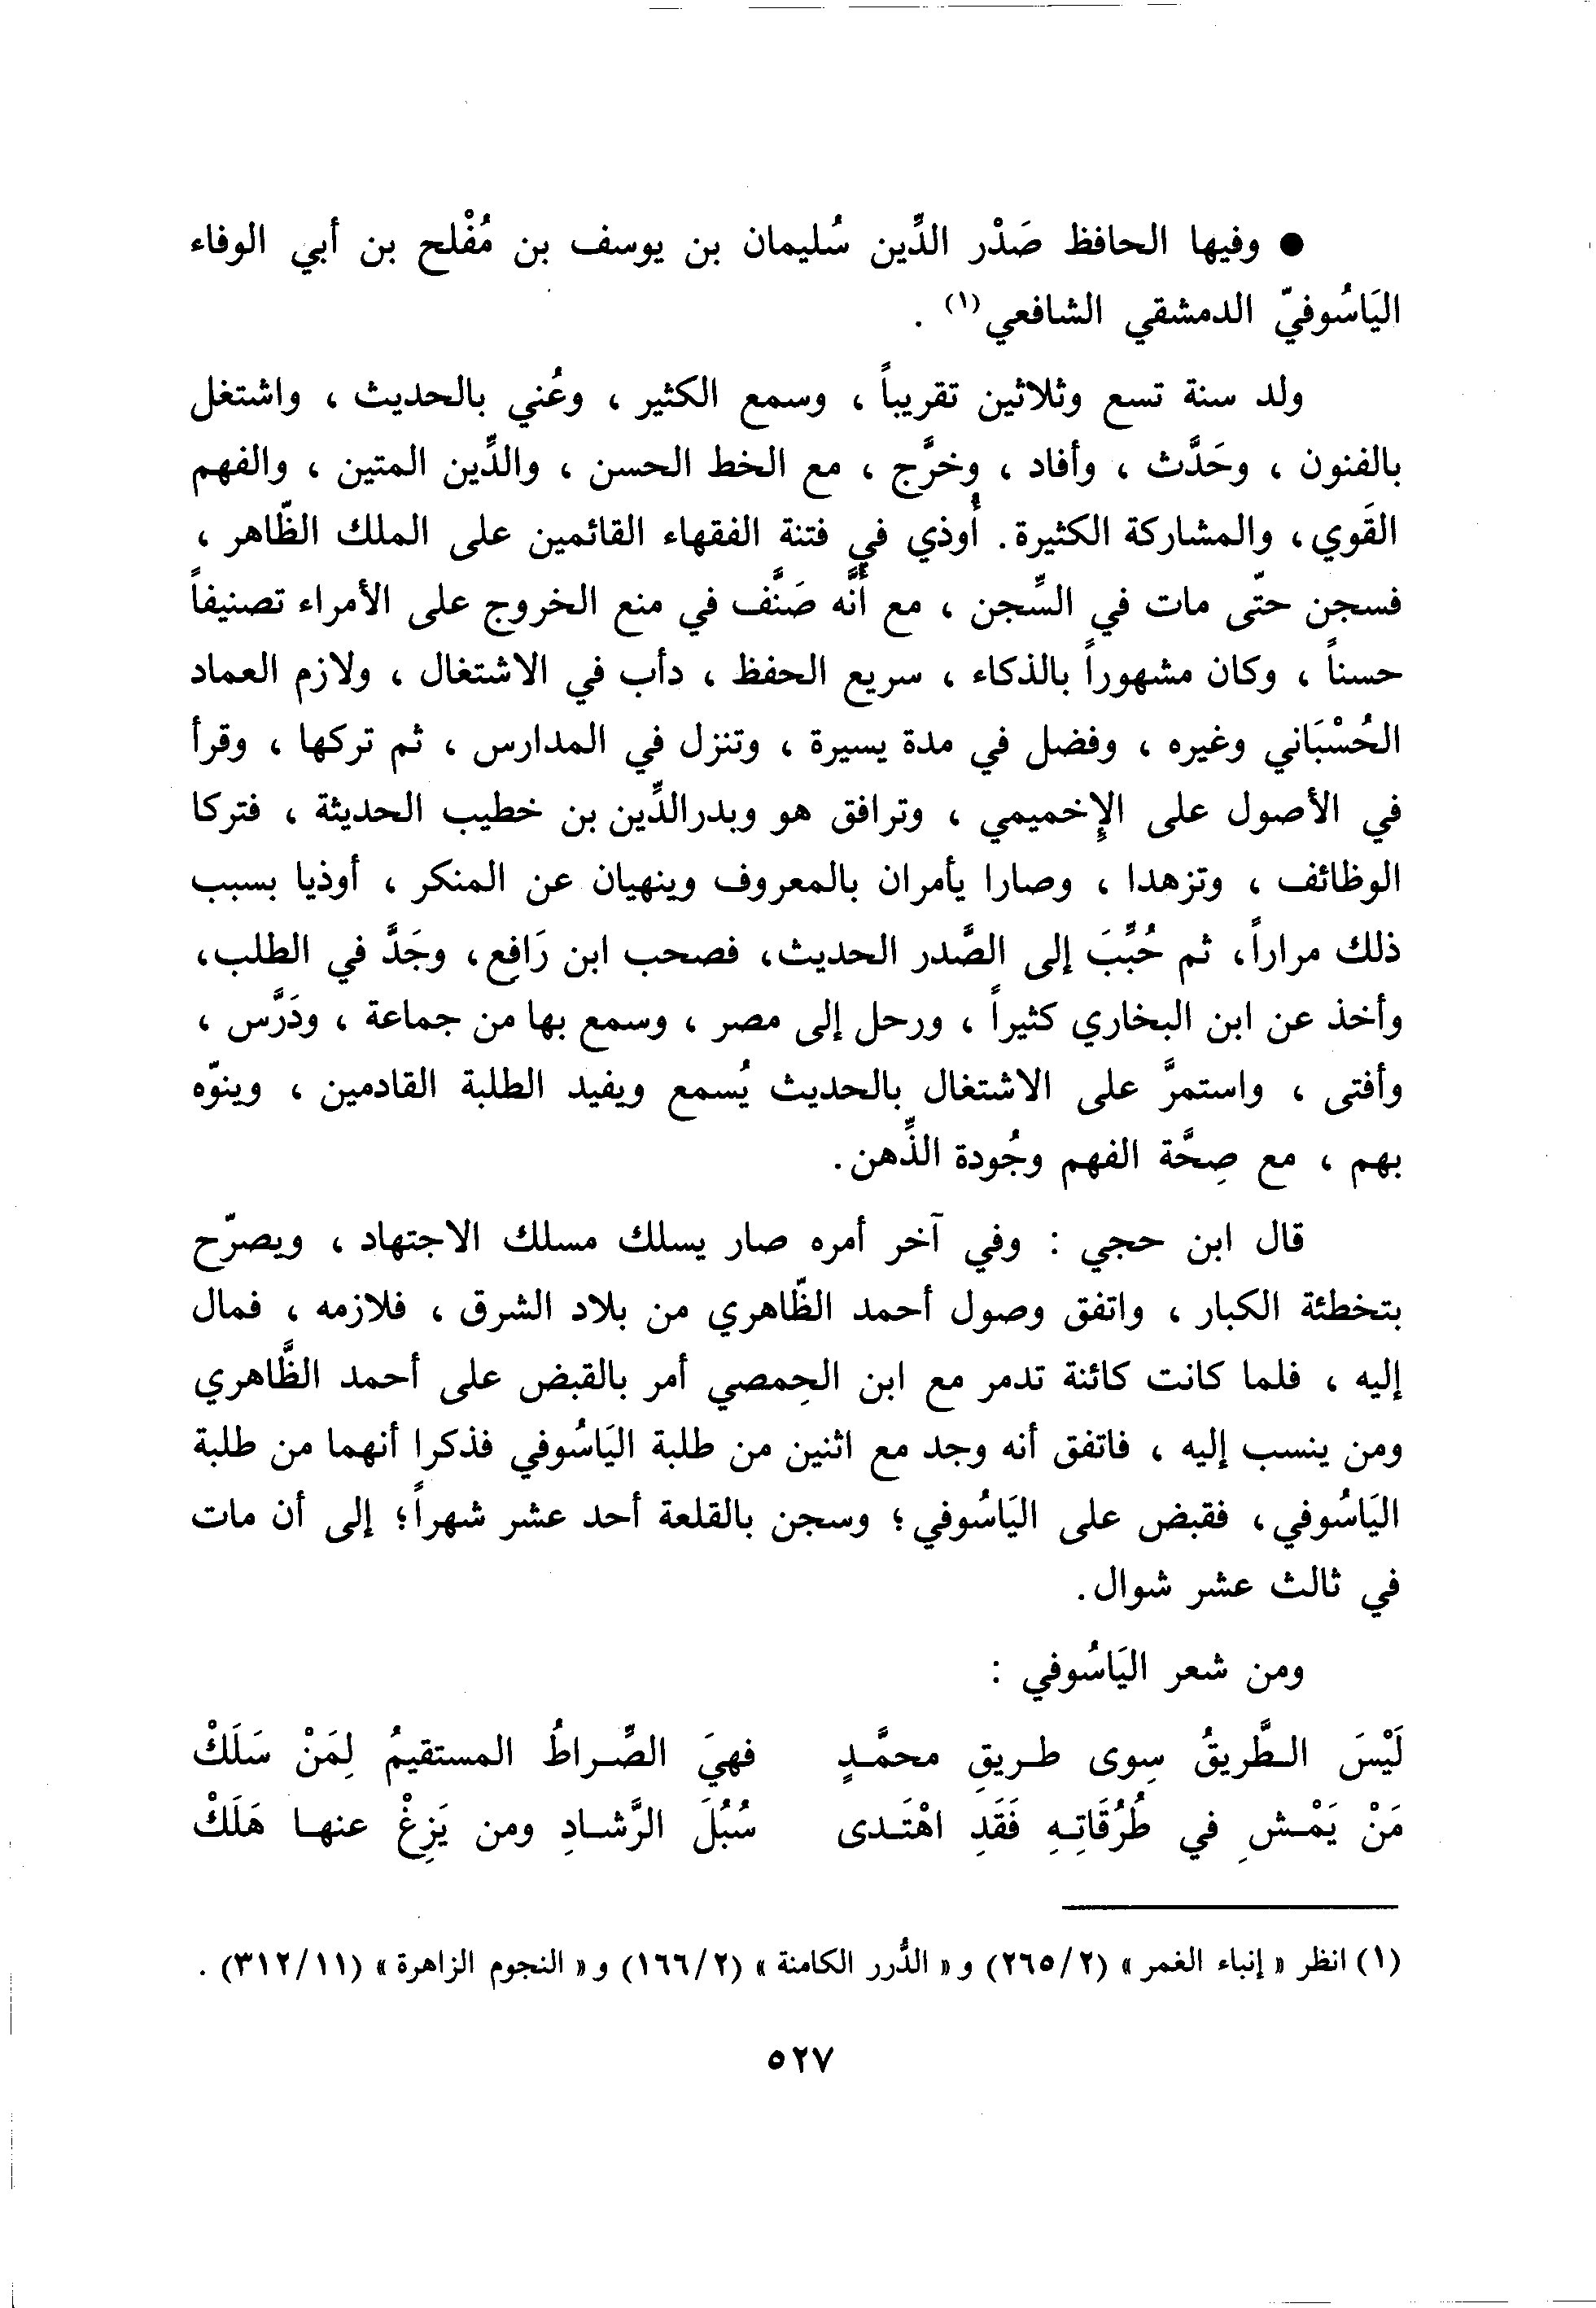 ● وفيها الحافظ صَدْر الدِّين سُليمان بن يوسف بن مُفْلح بن أبي الوفاء
اليَاسُوفيّ الدمشقي الشافعي(١) .
ولد سنة تسع وثلاثين تقريباً ، وسمع الكثير ، وعُني بالحديث ، واشتغل
بالفنون ، وحَدَّث ، وأفاد ، وخرَّج ، مع الخط الحسن ، والدِّين المتين ، والفهم
القَوي، والمشاركة الكثيرة. أُوذي في فتنة الفقهاء القائمين على الملك الظّاهر ،
فسجن حتّى مات في السِّجن ، مع أنَّه صَنَّف في منع الخروج على الأمراء تصنيفاً
حسناً ، وكان مشهوراً بالذكاء ، سريع الحفظ ، دأب في الاشتغال ، ولازم العماد
الحُسْبَاني وغيره ، وفضل في مدة يسيرة ، وتنزل في المدارس ، ثم تركها ، وقرأ
في الأصول على الإخميمي ، وترافق هو وبدرالدِّين بن خطيب الحديثة ، فتركا
الوظائف ، وتزهدا ، وصارا يأمران بالمعروف وينهيان عن المنكر ، أوذيا بسبب
ذلك مراراً، ثم حُبِّبَ إلى الصَّدر الحديث، فصحب ابن رَافع، وجَدَّ في الطلب،
وأخذ عن ابن البخاري كثيراً ، ورحل إلى مصر ، وسمع بها من جماعة ، ودَرَّس ،
وأفتى ، واستمرَّ على الاشتغال بالحديث يُسمع ويفيد الطلبة القادمين ، وينوّه
بهم ، مع صِحَّة الفهم وجُودة الذِّهن.
قال ابن حجي : وفي آخر أمره صار يسلك مسلك الاجتهاد ، ويصرّح
بتخطئة الكبار ، واتفق وصول أحمد الظّاهري من بلاد الشرق ، فلازمه ، فمال
إليه ، فلما كانت كائنة تدمر مع ابن الحِمصي أمر بالقبض على أحمد الظَّاهري
ومن ينسب إليه ، فاتفق أنه وجد مع اثنين من طلبة اليَاسُوفي فذكرا أنهما من طلبة
اليَاسُوفي، فقبض على اليَاسُوفي؛ وسجن بالقلعة أحد عشر شهراً؛ إلى أن مات
في ثالث عشر شوال.
ومن شعر اليَاسُوفي :
لَيْسَ الـطَّريقُ سِوى طـريقِ محمَّـدٍ فهيَ الصِّـراطُ المستقيمُ لِمَنْ سَلَكْ
مَنْ يَمْـشِ في طُرُقَاتِـهِ فَقَدِ اهْتَـدى سُبُلَ الرَّشـادِ ومن يَزِغْ عنهـا هَلَكْ
(١) انظر « إنباء الغمر » (٢/ ٢٦٥) و « الدُّرر الكامنة » (٢/ ١٦٦) و « النجوم الزاهرة » (١١/ ٣١٢) .
٥٢٧